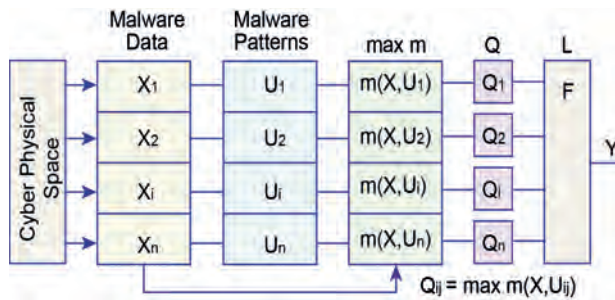 Malware Data
Malware Patterns
max m
Q
L
Cyber Physical Space
X1
U1
m(X,U1)
Q1
F
X2
U2
m(X,U2)
Q2
Y
Xi
Ui
m(X,Ui)
Qi
Xn
Un
m(X,Un)
Qn
Qij = max m(X,Uij)